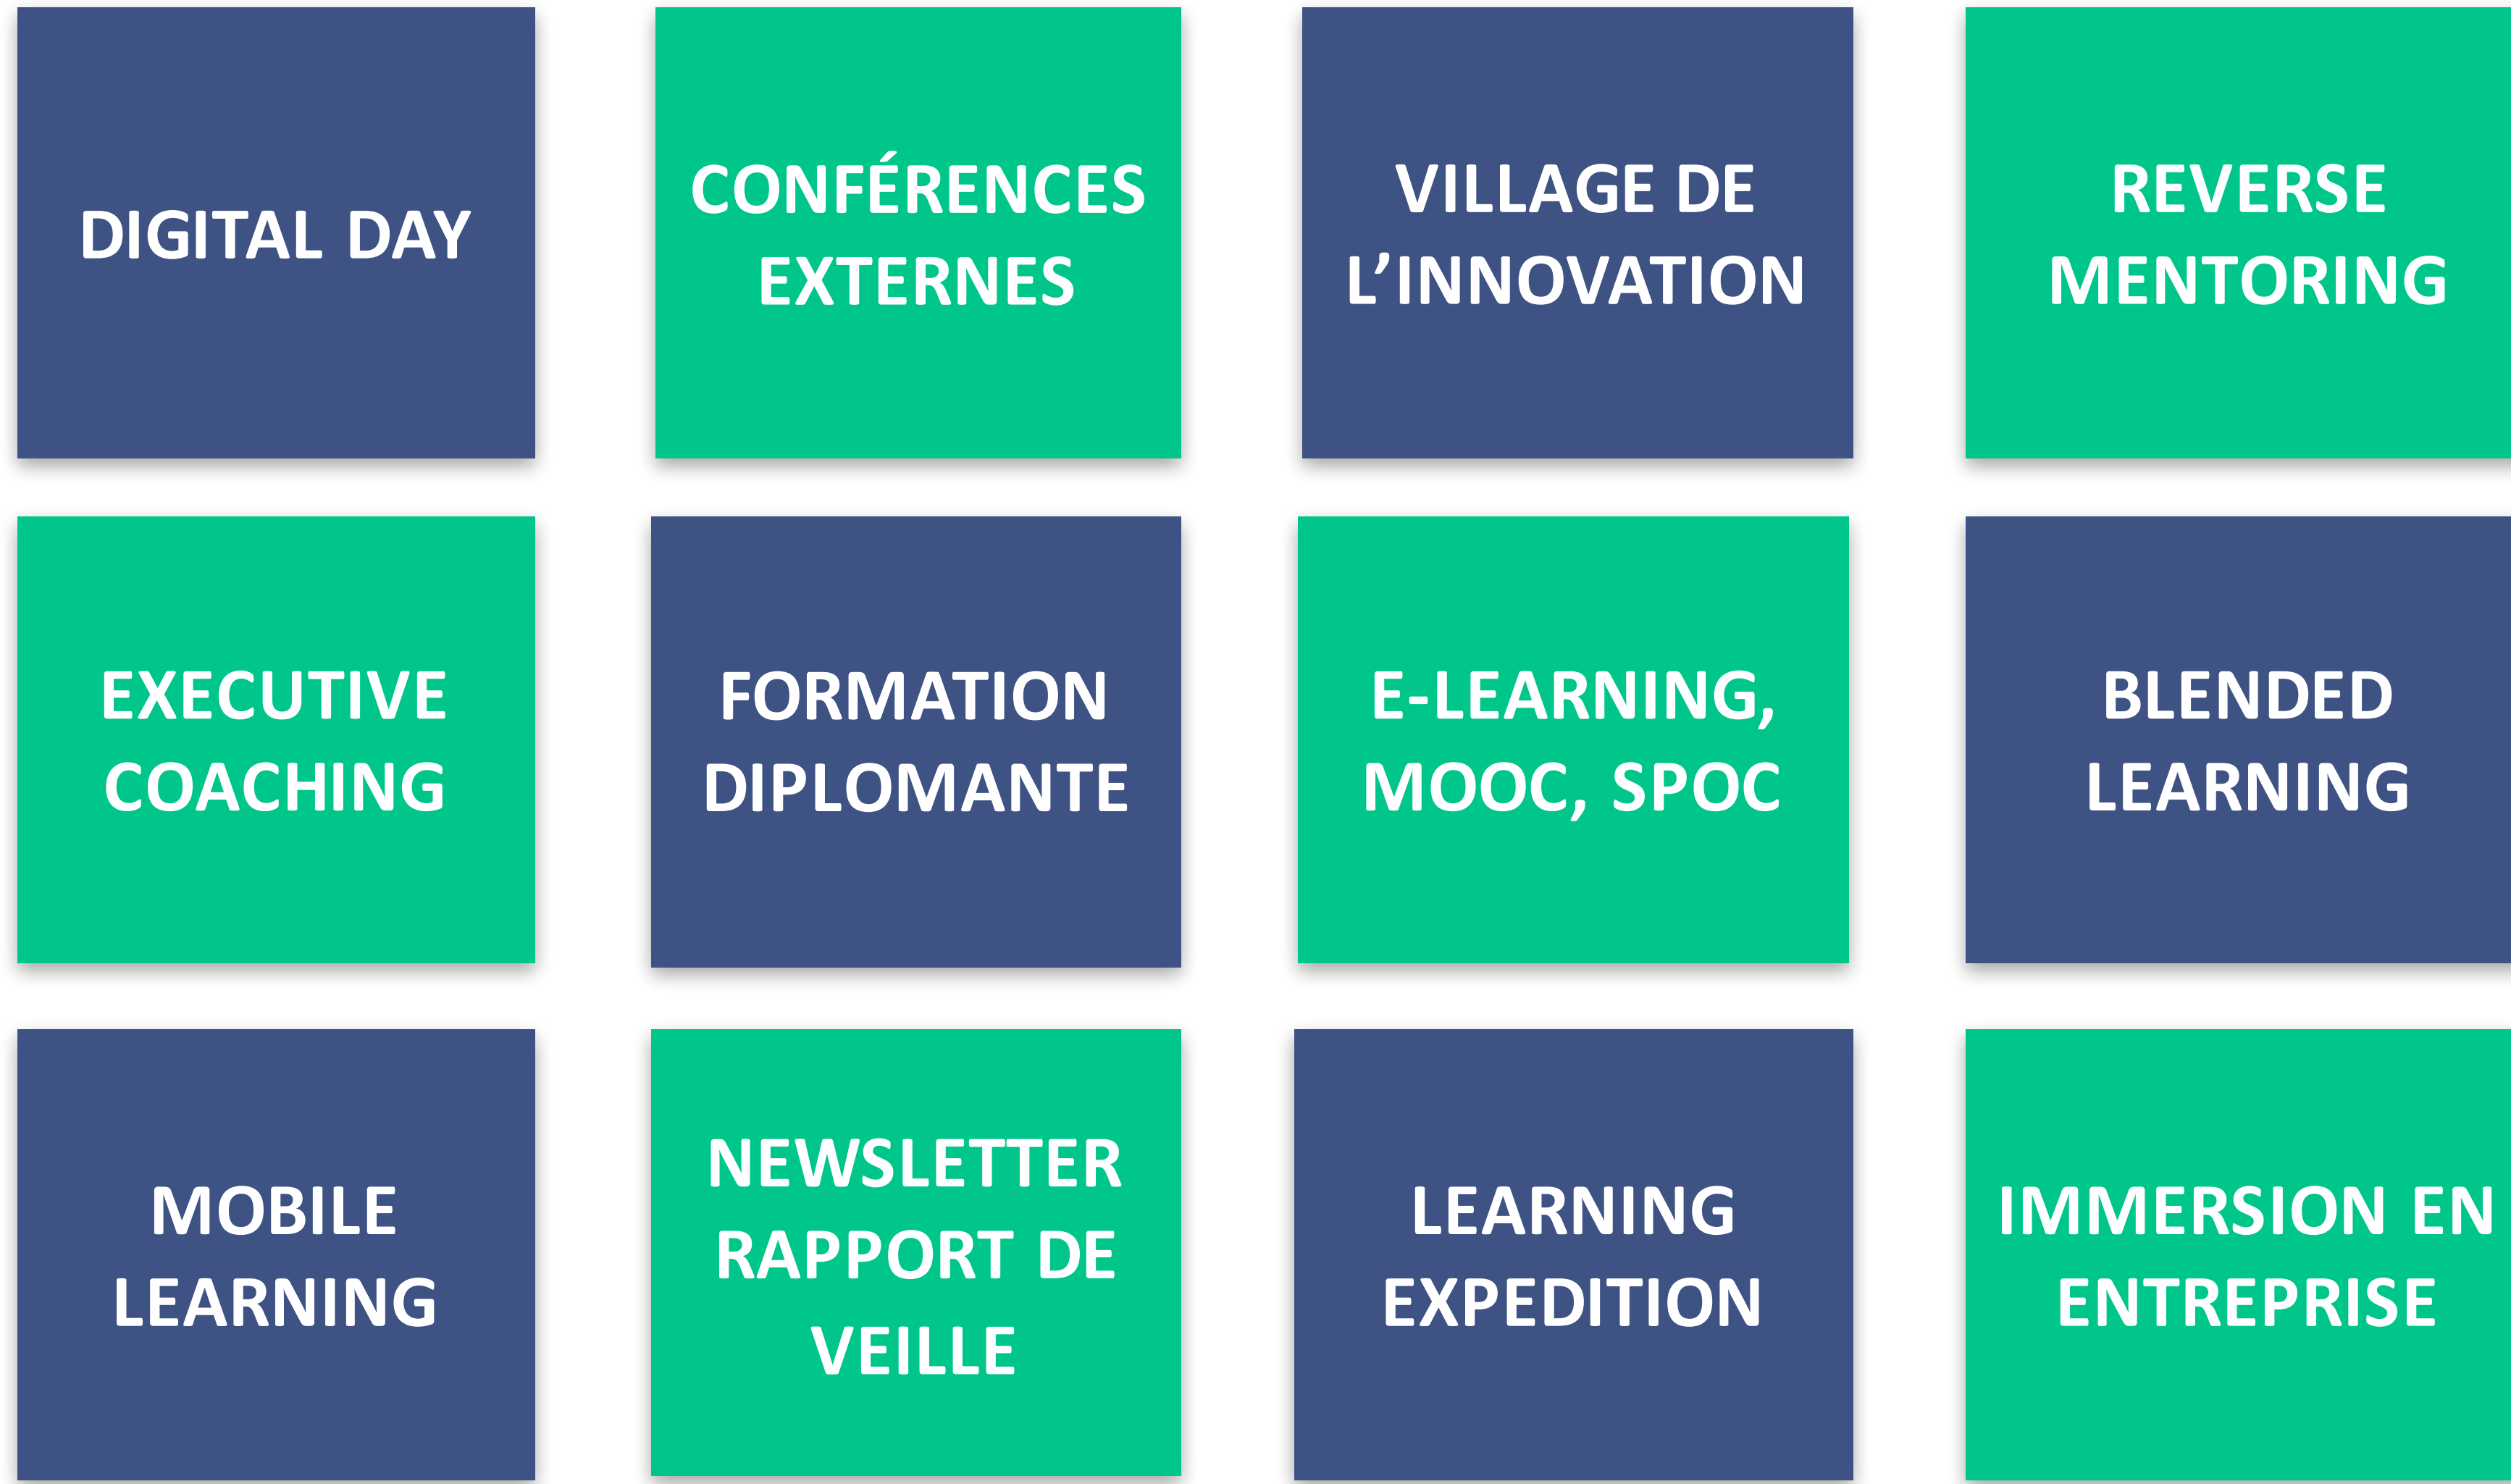 DIGITAL DAY
CONFÉRENCES
EXTERNES
VILLAGE DE
L’INNOVATION
REVERSE
MENTORING
EXECUTIVE
COACHING
FORMATION
DIPLOMANTE
E-LEARNING,
MOOC, SPOC
BLENDED
LEARNING
MOBILE
LEARNING
NEWSLETTER
RAPPORT DE
VEILLE
LEARNING
EXPEDITION
IMMERSION EN
ENTREPRISE